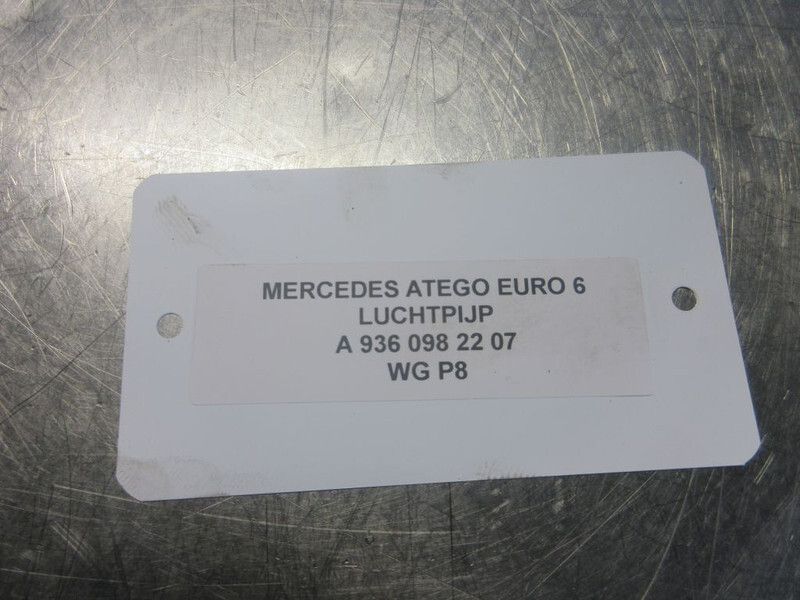 MERCEDES ATEGO EURO 6
LUCHTPIJP
A 936 098 22 07
WG P8